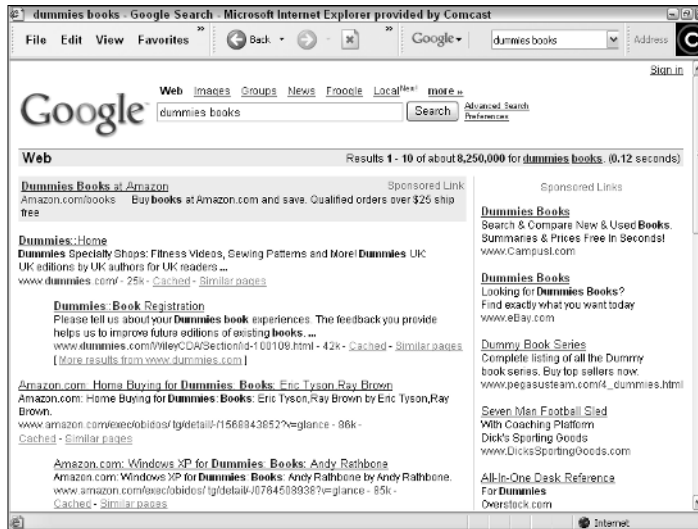 dummies books - Google Search - Microsoft Internet Explorer provided by Comcast
File Edit View Favorites » Back » Google dummies books Address
Sign in
Web Images Groups News Froogle Local New! more »
Google dummies books Search Advanced Search
Preferences
Web Results 1 - 10 of about 8,250,000 for dummies books. (0.12 seconds)
Dummies Books at Amazon Sponsored Link
Amazon.com/books Buy books at Amazon.com and save. Qualified orders over $25 ship
free
Dummies::Home
Dummies Specialty Shops: Fitness Videos, Sewing Patterns and More! Dummies UK:
UK editions by UK authors for UK readers ...
www.dummies.com/ - 25k - Cached - Similar pages
Dummies::Book Registration
Please tell us about your Dummies book experiences. The feedback you provide
helps us to improve future editions of existing books. ...
www.dummies.com/WileyCDA/Section/id-100109.html - 42k - Cached - Similar pages
[ More results from www.dummies.com ]
Amazon.com: Home Buying for Dummies: Books: Eric Tyson,Ray Brown
Amazon.com: Home Buying for Dummies: Books: Eric Tyson,Ray Brown by Eric Tyson,Ray
Brown.
www.amazon.com/exec/obidos/tg/detail/-/1568843852?v=glance - 86k -
Cached - Similar pages
Amazon.com: Windows XP for Dummies: Books: Andy Rathbone
Amazon.com: Windows XP for Dummies: Books: Andy Rathbone by Andy Rathbone.
www.amazon.com/exec/obidos/tg/detail/-/0764508938?v=glance - 85k -
Cached - Similar pages
Sponsored Links
Dummies Books
Search & Compare New & Used Books.
Summaries & Prices Free In Seconds!
www.Campusi.com
Dummies Books
Looking for Dummies Books?
Find exactly what you want today
www.eBay.com
Dummy Book Series
Complete listing of all the Dummy
book series. Buy top sellers now.
www.pegasusteam.com/4_dummies.html
Seven Man Football Sled
With Coaching Platform
Dick's Sporting Goods
www.DicksSportingGoods.com
All-In-One Desk Reference
For Dummies
Overstock.com
Internet